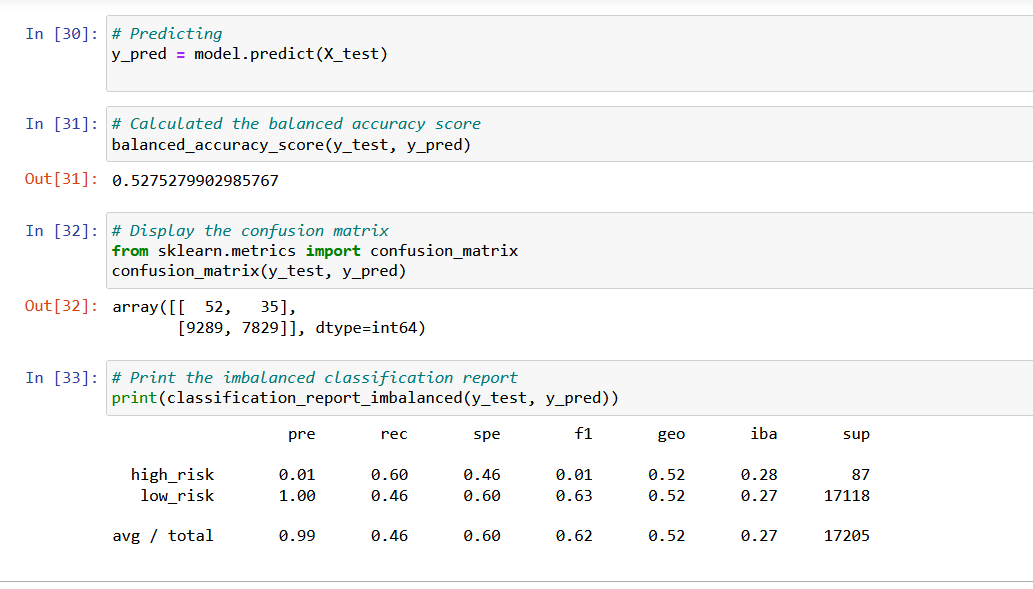 In [30]: # Predicting
y_pred = model.predict(X_test)
In [31]: # Calculated the balanced accuracy score
balanced_accuracy_score(y_test, y_pred)
Out[31]: 0.5275279902985767
In [32]: # Display the confusion matrix
from sklearn.metrics import confusion_matrix
confusion_matrix(y_test, y_pred)
Out[32]: array([[  52,   35],
       [9289, 7829]], dtype=int64)
In [33]: # Print the imbalanced classification report
print(classification_report_imbalanced(y_test, y_pred))
pre rec spe f1 geo iba sup
high_risk 0.01 0.60 0.46 0.01 0.52 0.28 87
low_risk 1.00 0.46 0.60 0.63 0.52 0.27 17118
avg / total 0.99 0.46 0.60 0.62 0.52 0.27 17205